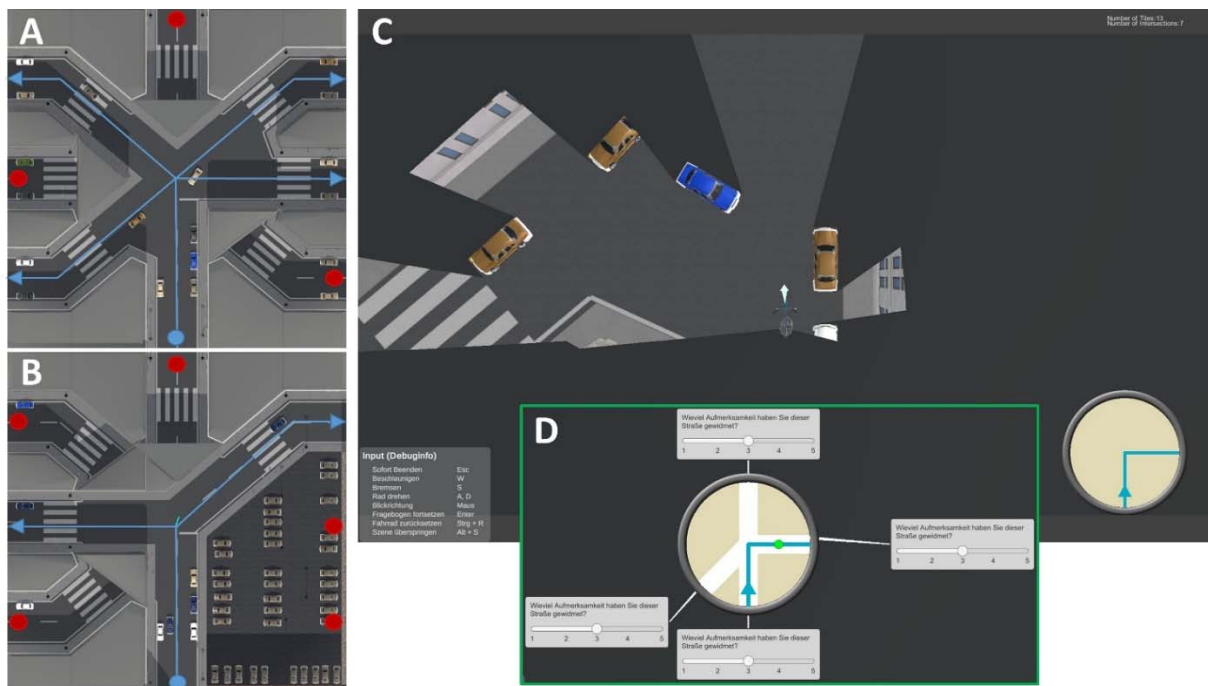 A
B
C
Number of Tiles:13
Number of Intersections:7
Input (Debuginfo)
Sofort Beenden Esc
Beschleunigen W
Bremsen S
Rad drehen A, D
Blickrichtung Maus
Fragebogen fortsetzen Enter
Fahrrad zurücksetzen Strg + R
Szene überspringen Alt + S
D
Wieviel Aufmerksamkeit haben Sie dieser
Straße gewidmet?
1 2 3 4 5
Wieviel Aufmerksamkeit haben Sie dieser
Straße gewidmet?
1 2 3 4 5
Wieviel Aufmerksamkeit haben Sie dieser
Straße gewidmet?
1 2 3 4 5
Wieviel Aufmerksamkeit haben Sie dieser
Straße gewidmet?
1 2 3 4 5